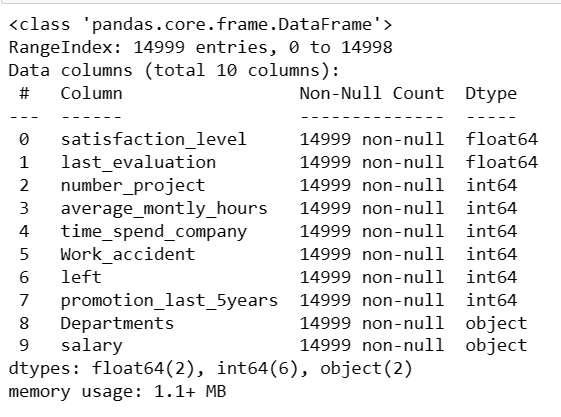 <class 'pandas.core.frame.DataFrame'>
RangeIndex: 14999 entries, 0 to 14998
Data columns (total 10 columns):
 #   Column                 Non-Null Count  Dtype
---  ------                 --------------  -----
 0   satisfaction_level     14999 non-null  float64
 1   last_evaluation        14999 non-null  float64
 2   number_project         14999 non-null  int64
 3   average_montly_hours   14999 non-null  int64
 4   time_spend_company     14999 non-null  int64
 5   Work_accident          14999 non-null  int64
 6   left                   14999 non-null  int64
 7   promotion_last_5years  14999 non-null  int64
 8   Departments            14999 non-null  object
 9   salary                 14999 non-null  object
dtypes: float64(2), int64(6), object(2)
memory usage: 1.1+ MB